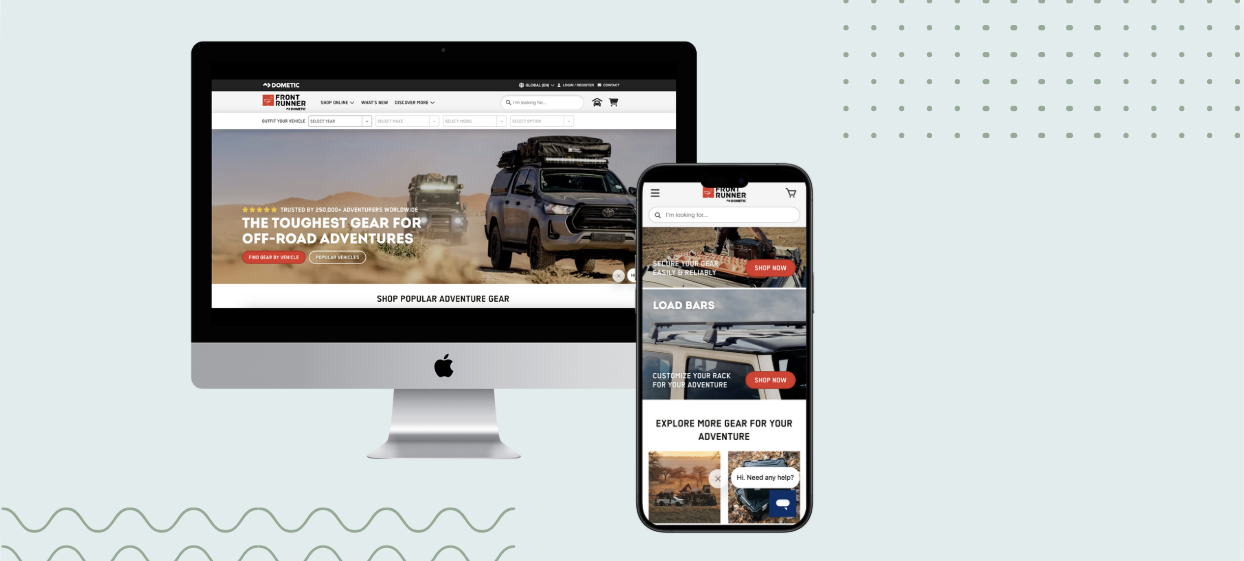 DOMETIC
GLOBAL (EN)
LOGIN / REGISTER
CONTACT
FRONT
RUNNER
DOMETIC
SHOP ONLINE
WHAT'S NEW
DISCOVER MORE
I'm looking for...
OUTFIT YOUR VEHICLE
SELECT YEAR
SELECT MAKE
SELECT MODEL
SELECT OPTION
TRUSTED BY 250,000+ ADVENTURERS WORLDWIDE
THE TOUGHEST GEAR FOR
OFF-ROAD ADVENTURES
FIND GEAR BY VEHICLE
POPULAR VEHICLES
SHOP POPULAR ADVENTURE GEAR
FRONT
RUNNER
DOMETIC
I'm looking for...
SECURE YOUR GEAR
EASILY & RELIABLY
SHOP NOW
LOAD BARS
CUSTOMIZE YOUR RACK
FOR YOUR ADVENTURE
SHOP NOW
EXPLORE MORE GEAR FOR YOUR
ADVENTURE
Hi. Need any help?